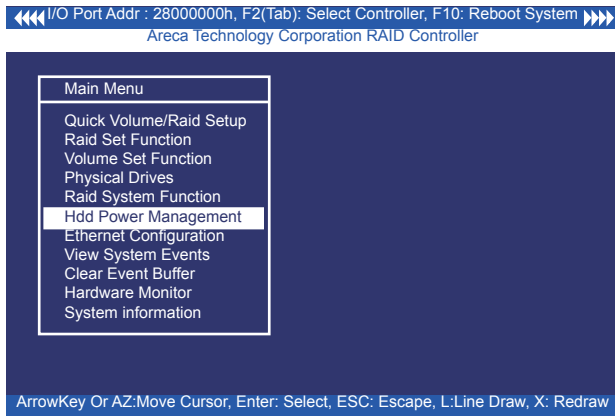 I/O Port Addr : 28000000h, F2(Tab): Select Controller, F10: Reboot System
Areca Technology Corporation RAID Controller
Main Menu
Quick Volume/Raid Setup
Raid Set Function
Volume Set Function
Physical Drives
Raid System Function
Hdd Power Management
Ethernet Configuration
View System Events
Clear Event Buffer
Hardware Monitor
System information
ArrowKey Or AZ:Move Cursor, Enter: Select, ESC: Escape, L:Line Draw, X: Redraw